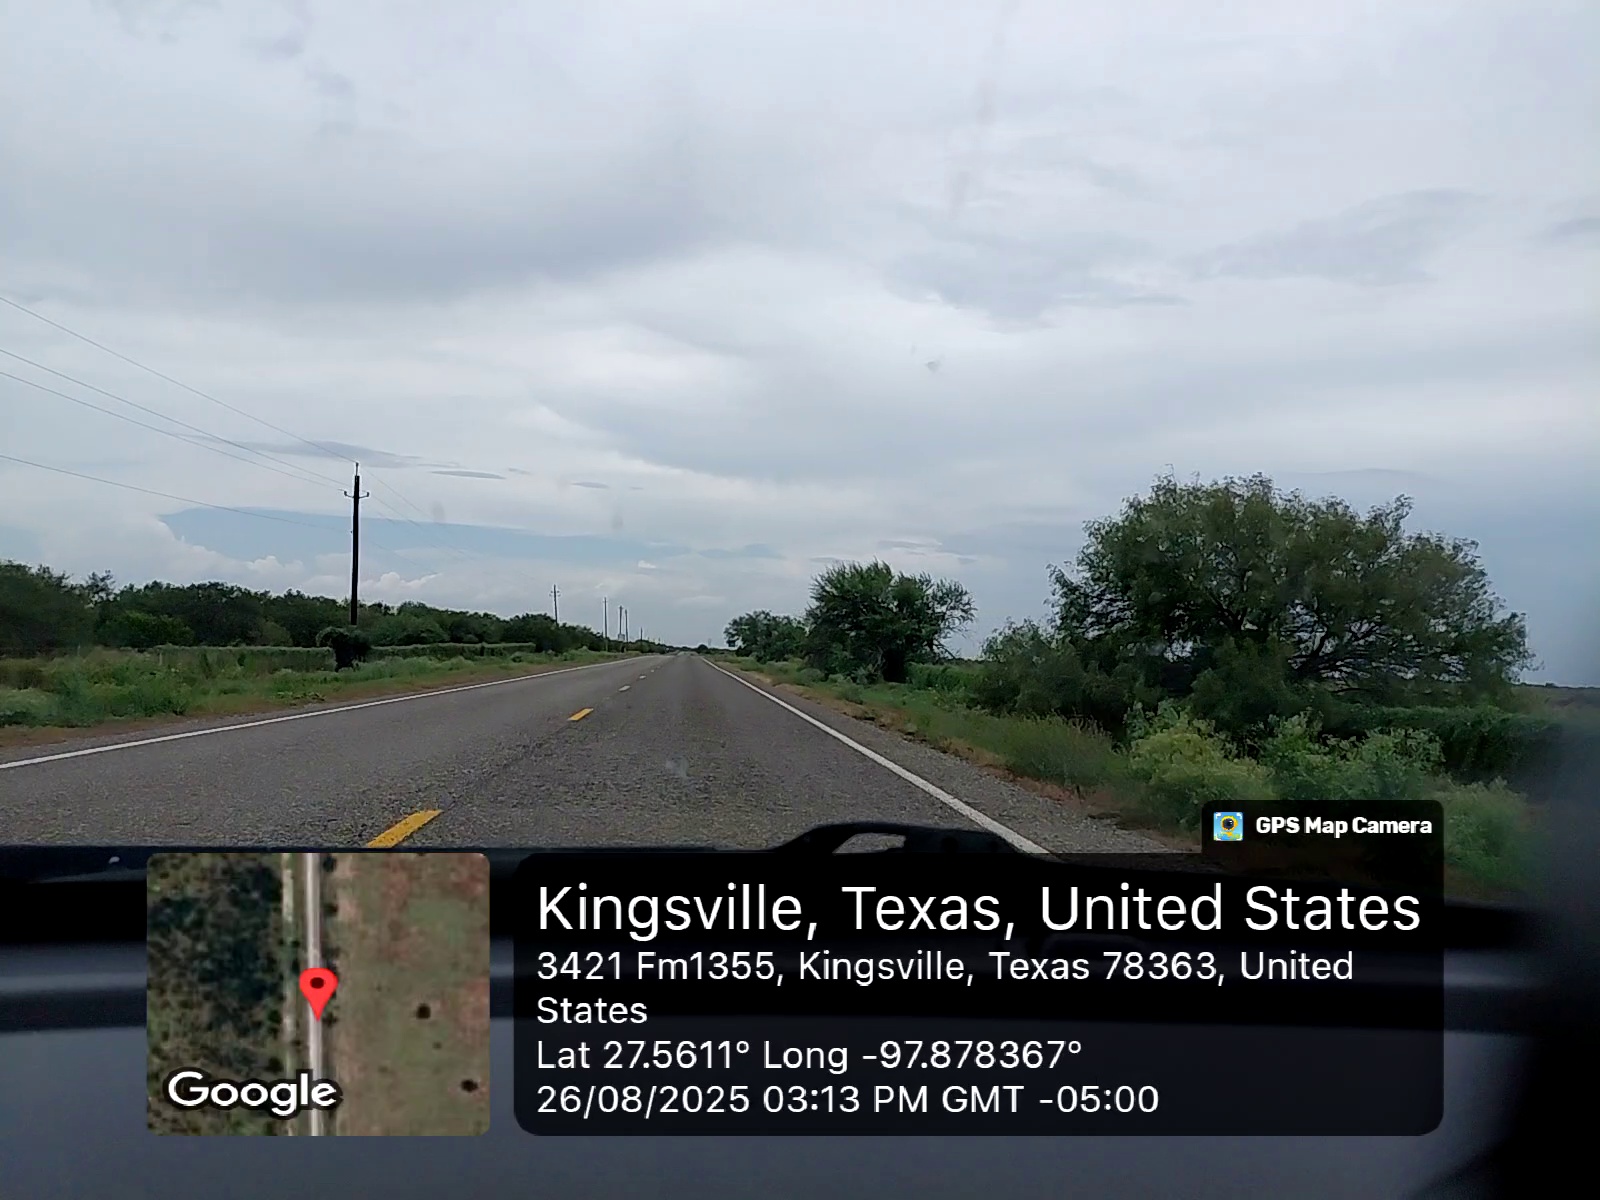 GPS Map Camera
Kingsville, Texas, United States
3421 Fm1355, Kingsville, Texas 78363, United
States
Lat 27.5611° Long -97.878367°
26/08/2025 03:13 PM GMT -05:00
Google